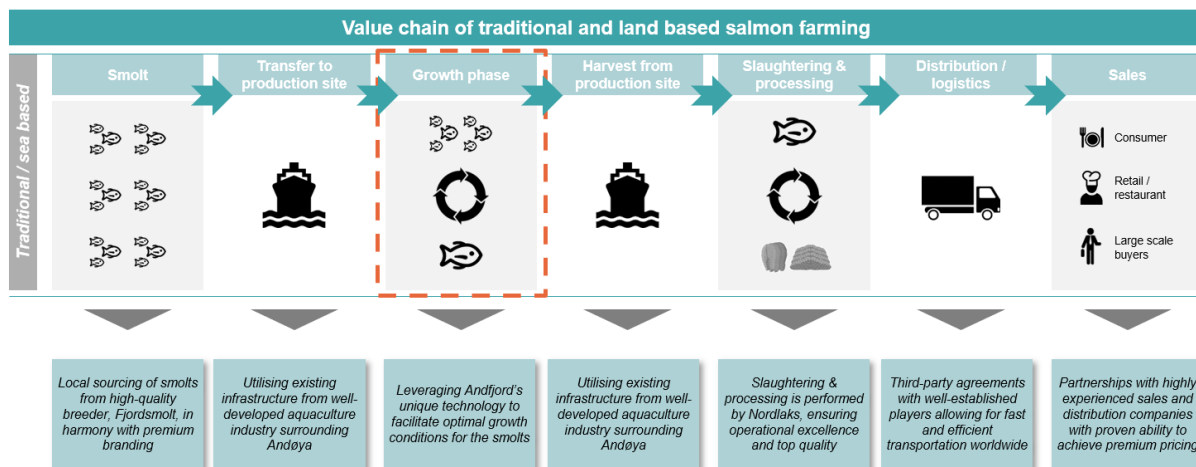 Value chain of traditional and land based salmon farming
Traditional / sea based
Smolt
Transfer to
production site
Growth phase
Harvest from
production site
Slaughtering &
processing
Distribution /
logistics
Sales
Consumer
Retail /
restaurant
Large scale
buyers
Local sourcing of smolts
from high-quality
breeder, Fjordsmolt, in
harmony with premium
branding
Utilising existing
infrastructure from well-
developed aquaculture
industry surrounding
Andøya
Leveraging Andfjord's
unique technology to
facilitate optimal growth
conditions for the smolts
Utilising existing
infrastructure from well-
developed aquaculture
industry surrounding
Andøya
Slaughtering &
processing is performed
by Nordlaks, ensuring
operational excellence
and top quality
Third-party agreements
with well-established
players allowing for fast
and efficient
transportation worldwide
Partnerships with highly
experienced sales and
distribution companies
with proven ability to
achieve premium pricing